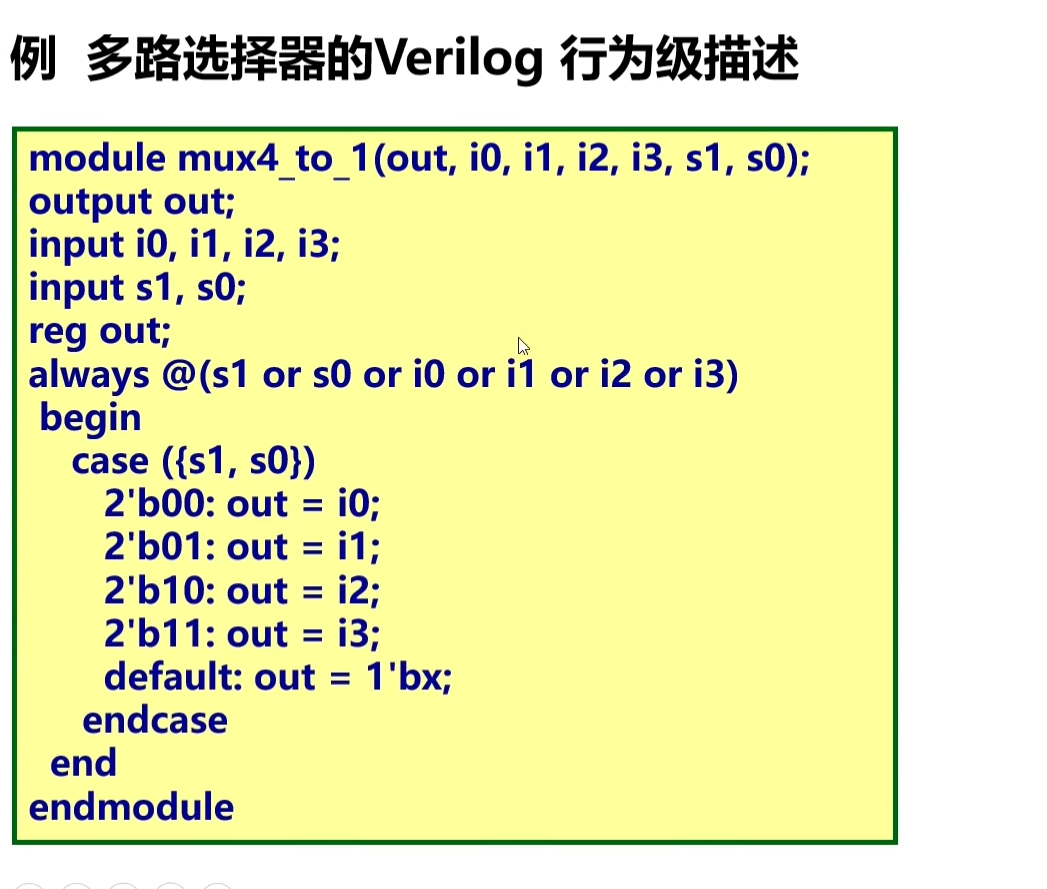 例 多路选择器的Verilog 行为级描述
module mux4_to_1(out, i0, i1, i2, i3, s1, s0);
output out;
input i0, i1, i2, i3;
input s1, s0;
reg out;
always @(s1 or s0 or i0 or i1 or i2 or i3)
begin
case ({s1, s0})
2'b00: out = i0;
2'b01: out = i1;
2'b10: out = i2;
2'b11: out = i3;
default: out = 1'bx;
endcase
end
endmodule